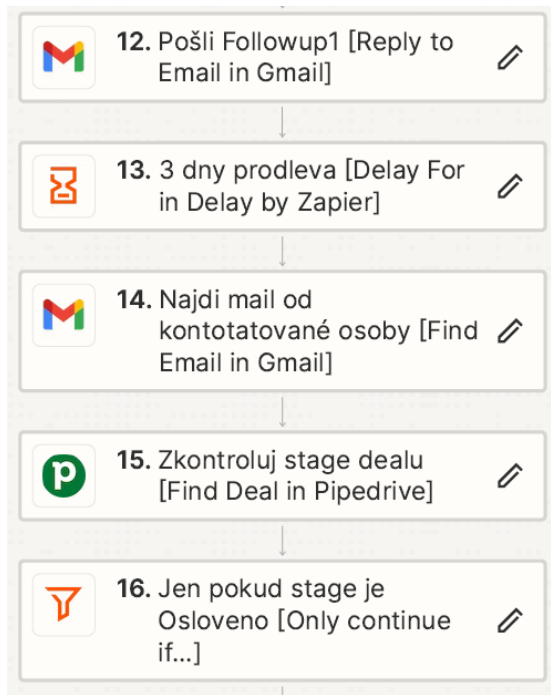 12. Pošli Followup1 [Reply to
Email in Gmail]
13. 3 dny prodleva [Delay For
in Delay by Zapier]
14. Najdi mail od
kontotatované osoby [Find
Email in Gmail]
15. Zkontroluj stage dealu
[Find Deal in Pipedrive]
16. Jen pokud stage je
Osloveno [Only continue
if...]